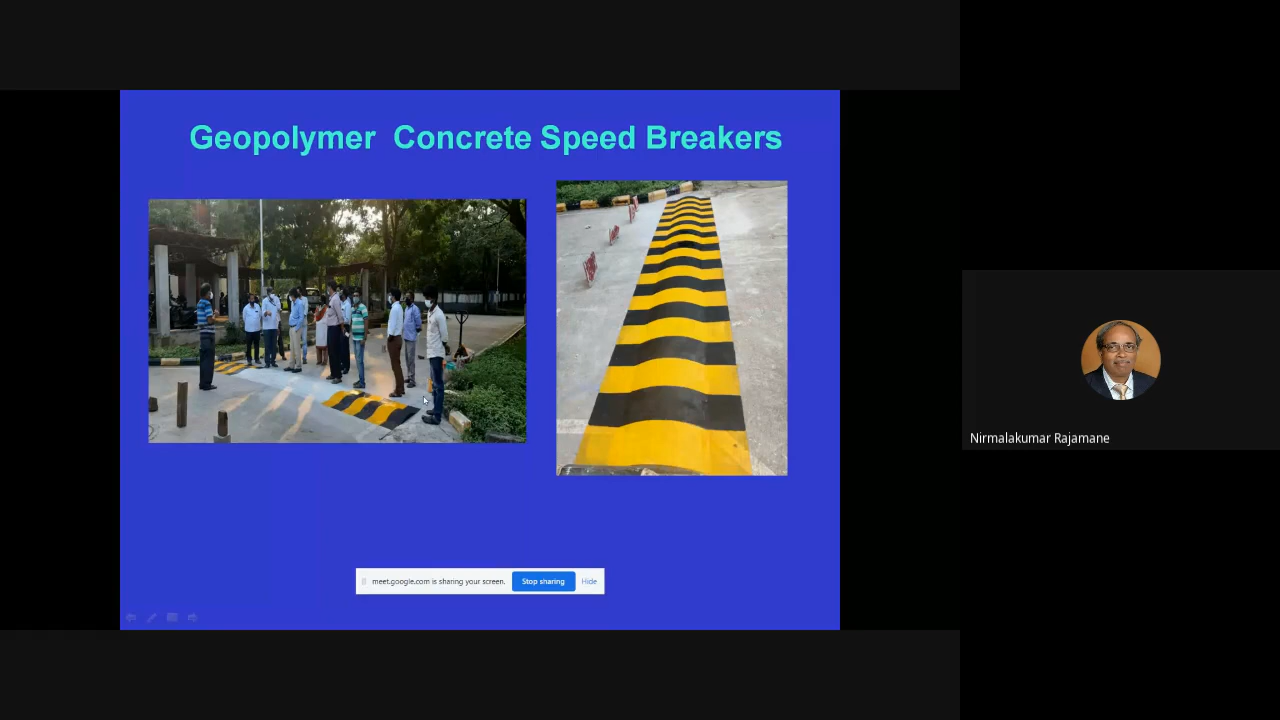 Geopolymer Concrete Speed Breakers
meet.google.com is sharing your screen. Stop sharing Hide
Nirmalakumar Rajamane